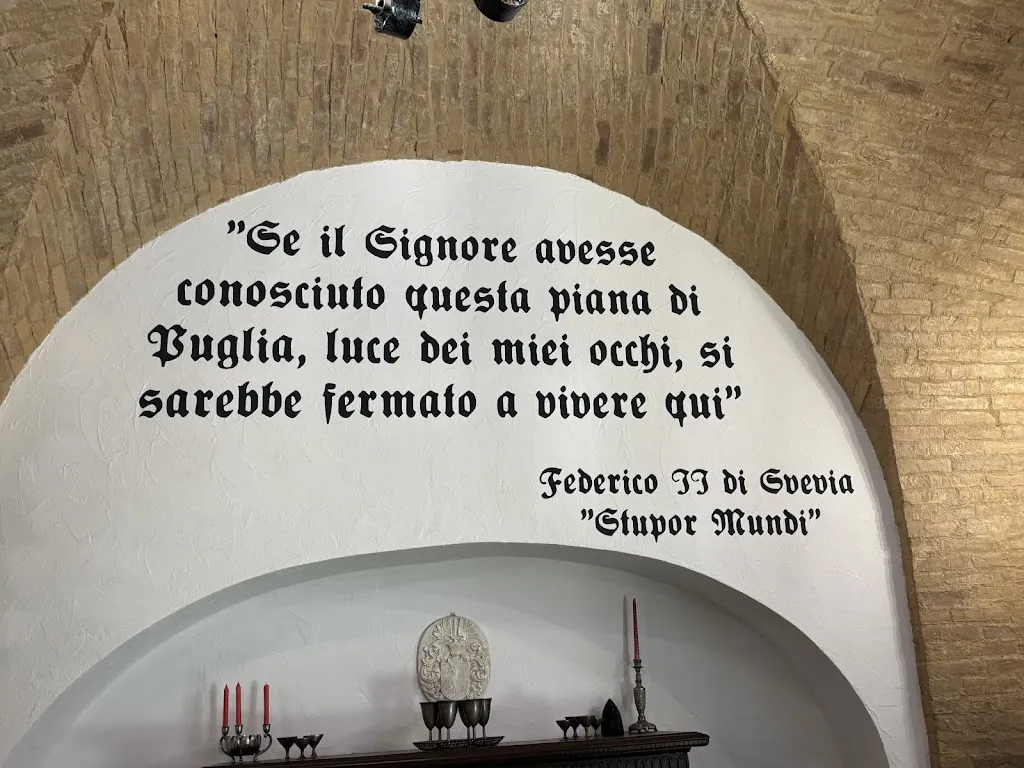 "Se il Signore avesse
conosciuto questa piana di
Puglia, luce dei miei occhi, si
sarebbe fermato a vivere qui"
Federico II di Svevia
"Stupor Mundi"